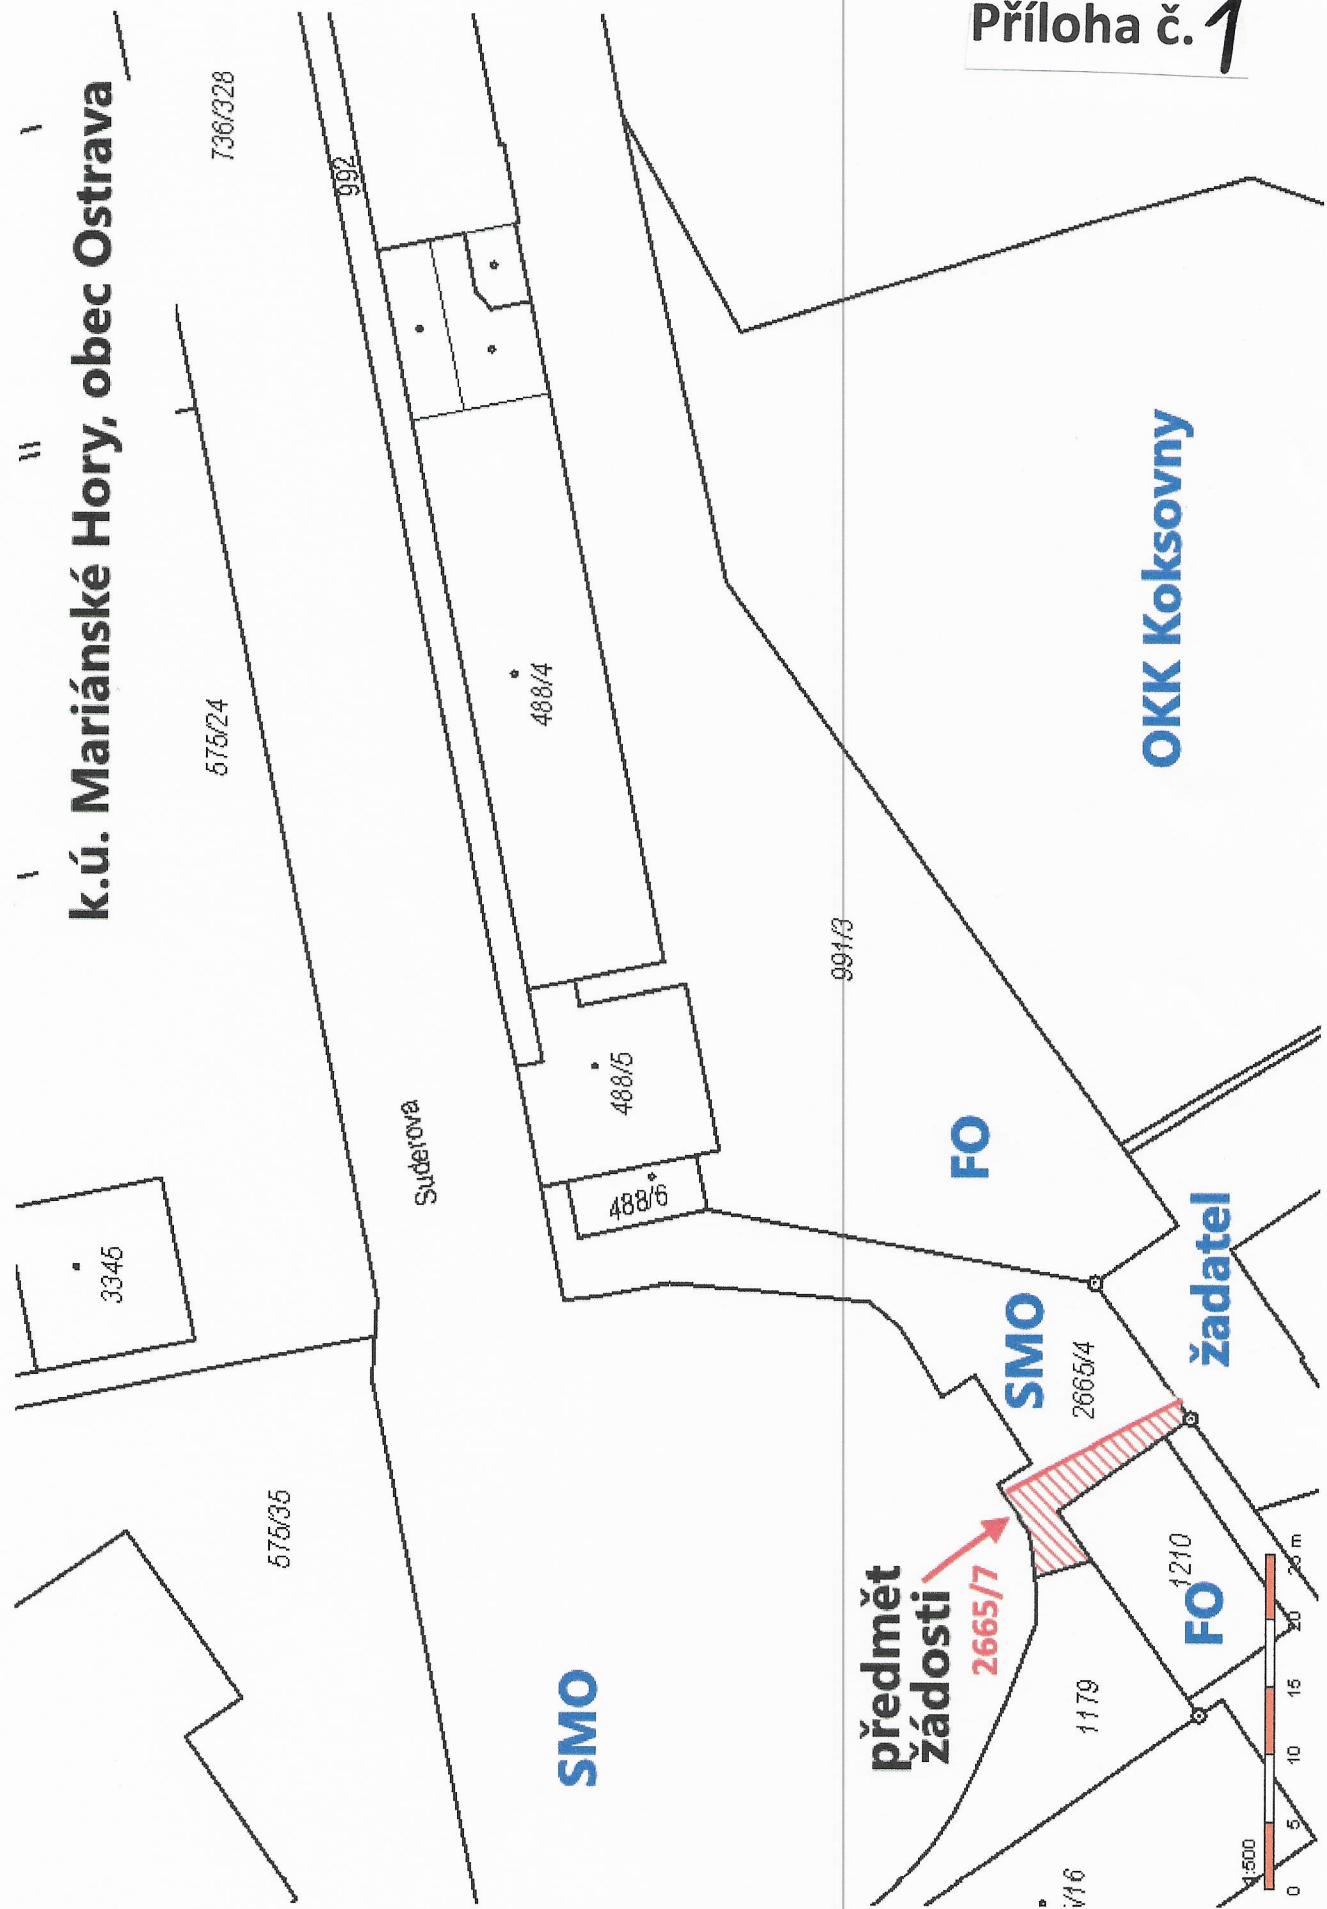 Příloha č. 1
k.ú. Mariánské Hory, obec Ostrava
736/328
992
575/24
488/4
OKK Koksovny
991/3
488/5
Suderova
488/6
FO
3345
žadatel
SMO
2665/4
575/35
předmět
žádosti
2665/7
1210
FO
SMO
1179
/16
1:500
0 5 10 15 20 25 m